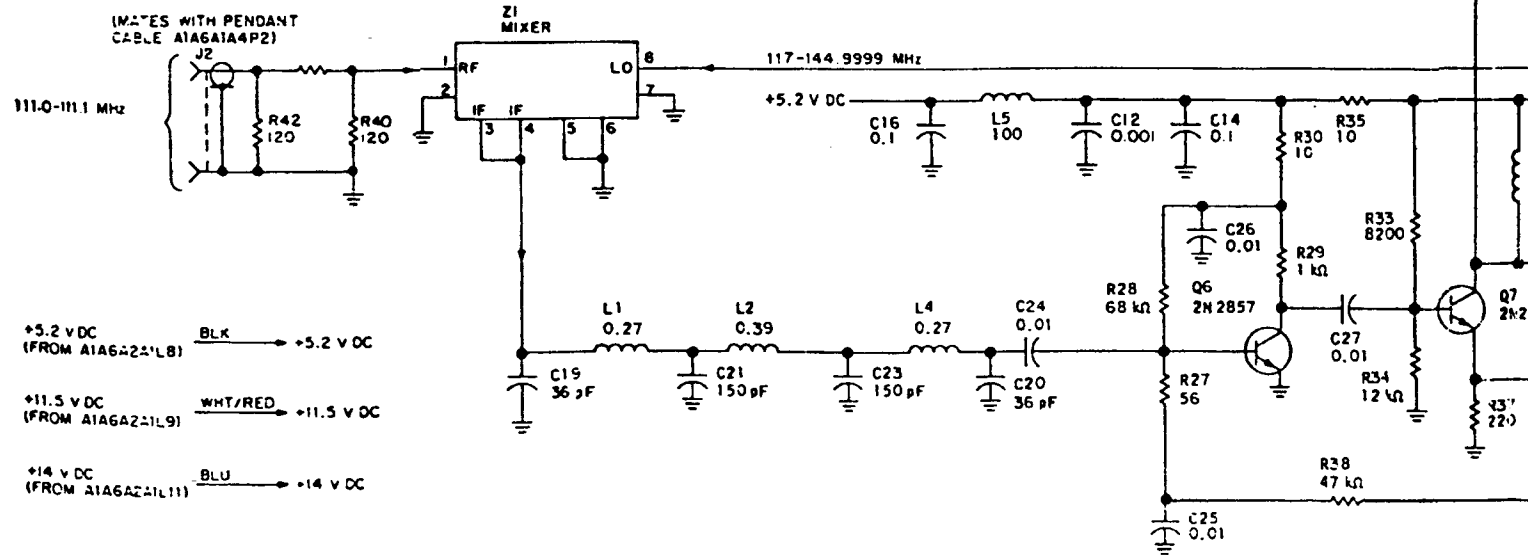 (MATES WITH PENDANT
CABLE A1A6A1A4P2)
J2
111.0-111.1 MHz
R42
120
R40
120
Z1
MIXER
1
RF
LO
8
2
7
IF
IF
3
4
5
6
117-144.9999 MHz
+5.2 V DC
C16
0.1
L5
100
C12
0.001
C14
0.1
R30
10
R35
10
C26
0.01
R33
8200
R29
1 kΩ
R28
68 kΩ
Q6
2N2857
Q7
C27
0.01
R34
12 kΩ
R37
220
L1
0.27
L2
0.39
L4
0.27
C24
0.01
C19
36 pF
C21
150 pF
C23
150 pF
C20
36 pF
R27
56
R38
47 kΩ
C25
0.01
+5.2 V DC
(FROM A1A6A2A1L8)
BLK
+5.2 V DC
+11.5 V DC
(FROM A1A6A2A1L9)
WHT/RED
+11.5 V DC
+14 V DC
(FROM A1A6A2A1L11)
BLU
+14 V DC